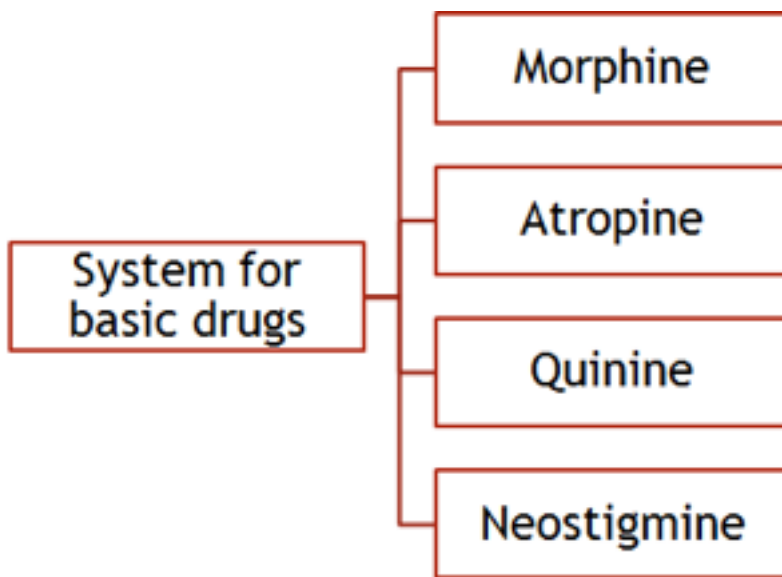 System for
basic drugs
Morphine
Atropine
Quinine
Neostigmine